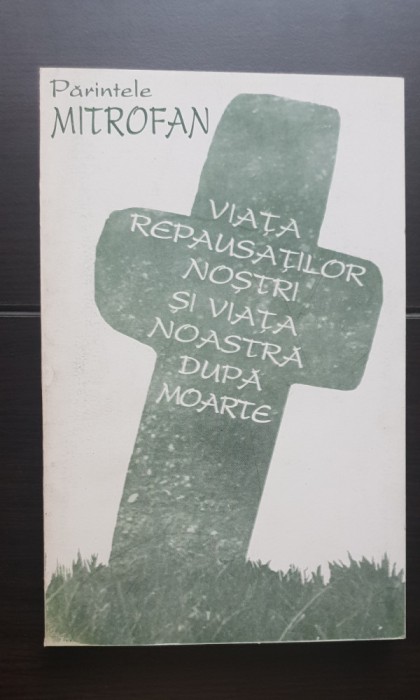 Părintele
MITROFAN
VIAȚA
REPAUSAȚILOR
NOȘTRI
ȘI VIAȚA
NOASTRĂ
DUPĂ
MOARTE